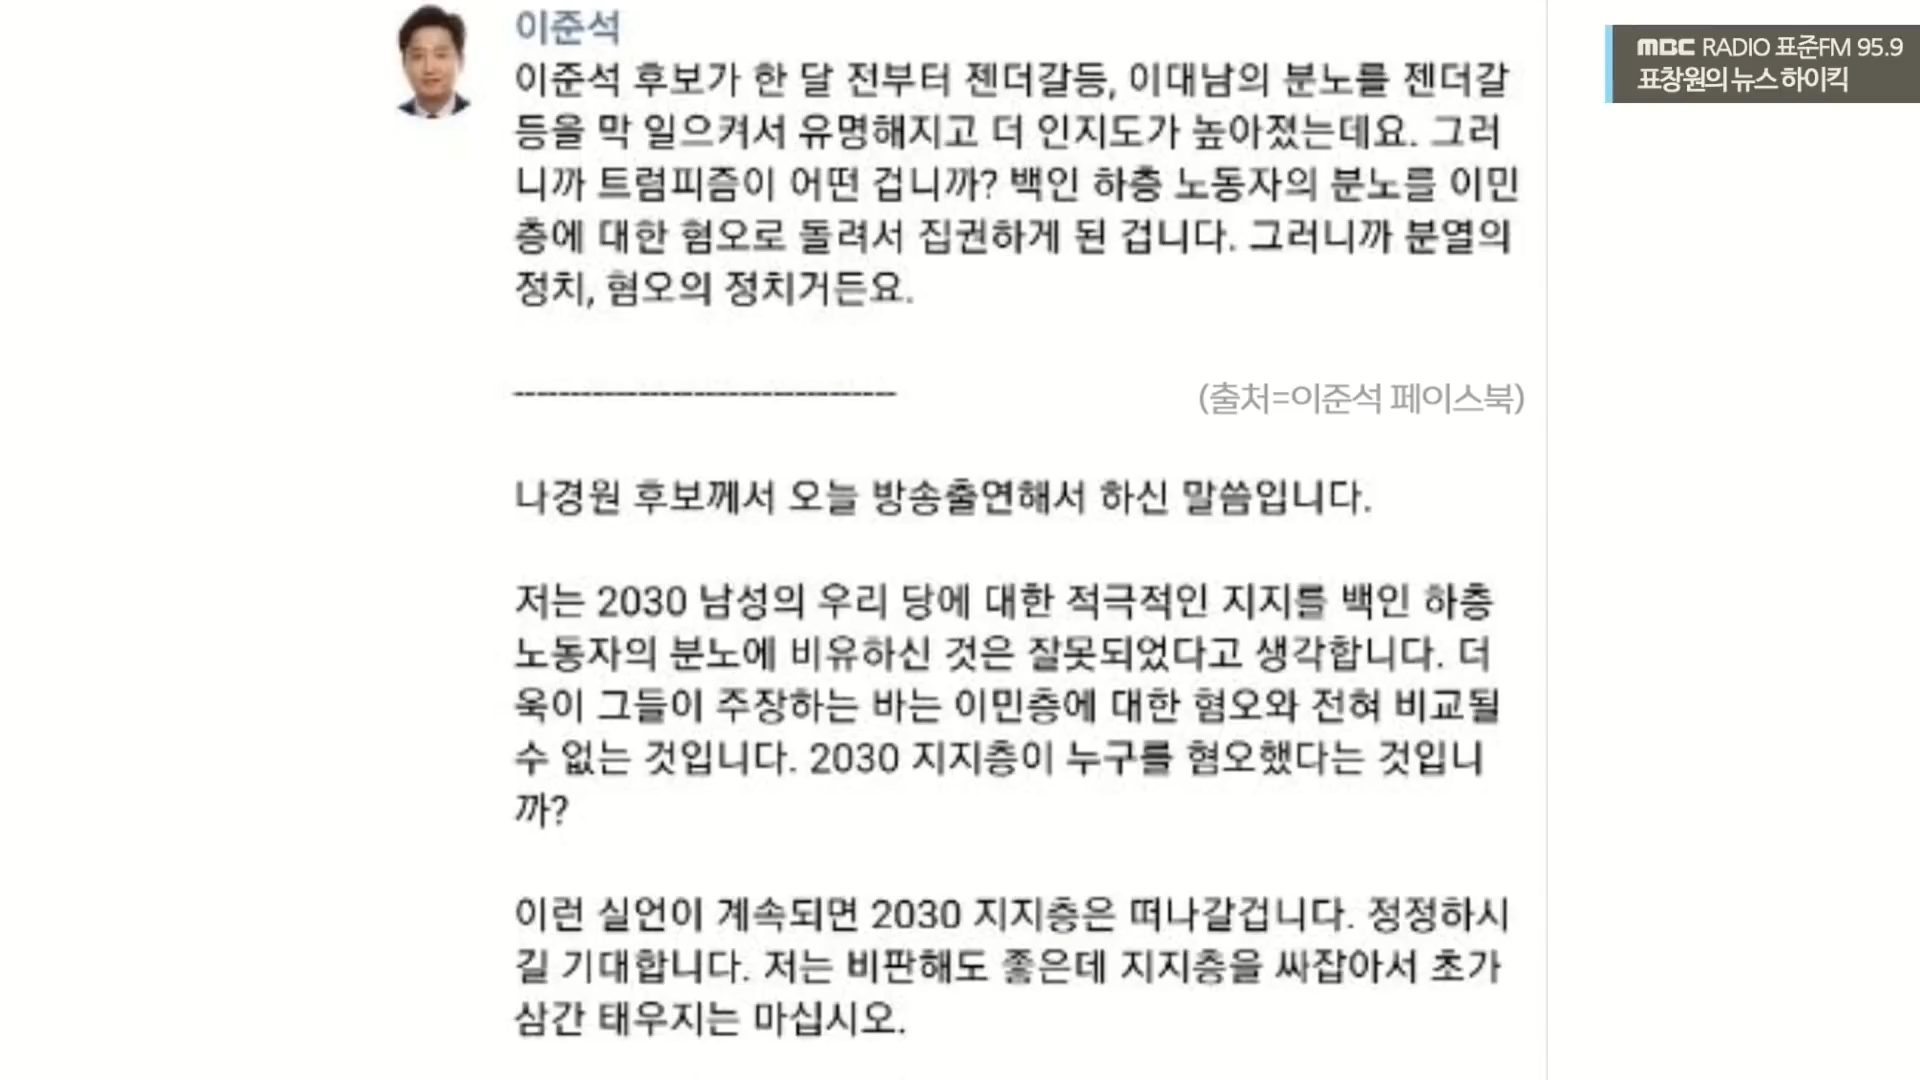 이준석
이준석 후보가 한 달 전부터 젠더갈등, 이대남의 분노를 젠더갈
등을 막 일으켜서 유명해지고 더 인지도가 높아졌는데요. 그러
니까 트럼피즘이 어떤 겁니까? 백인 하층 노동자의 분노를 이민
층에 대한 혐오로 돌려서 집권하게 된 겁니다. 그러니까 분열의
정치, 혐오의 정치거든요.
---------------------------------
(출처=이준석 페이스북)
나경원 후보께서 오늘 방송출연해서 하신 말씀입니다.
저는 2030 남성의 우리 당에 대한 적극적인 지지를 백인 하층
노동자의 분노에 비유하신 것은 잘못되었다고 생각합니다. 더
욱이 그들이 주장하는 바는 이민층에 대한 혐오와 전혀 비교될
수 없는 것입니다. 2030 지지층이 누구를 혐오했다는 것입니
까?
이런 실언이 계속되면 2030 지지층은 떠나갈겁니다. 정정하시
길 기대합니다. 저는 비판해도 좋은데 지지층을 싸잡아서 초가
삼간 태우지는 마십시오.
MBC RADIO 표준FM 95.9
표창원의 뉴스 하이킥